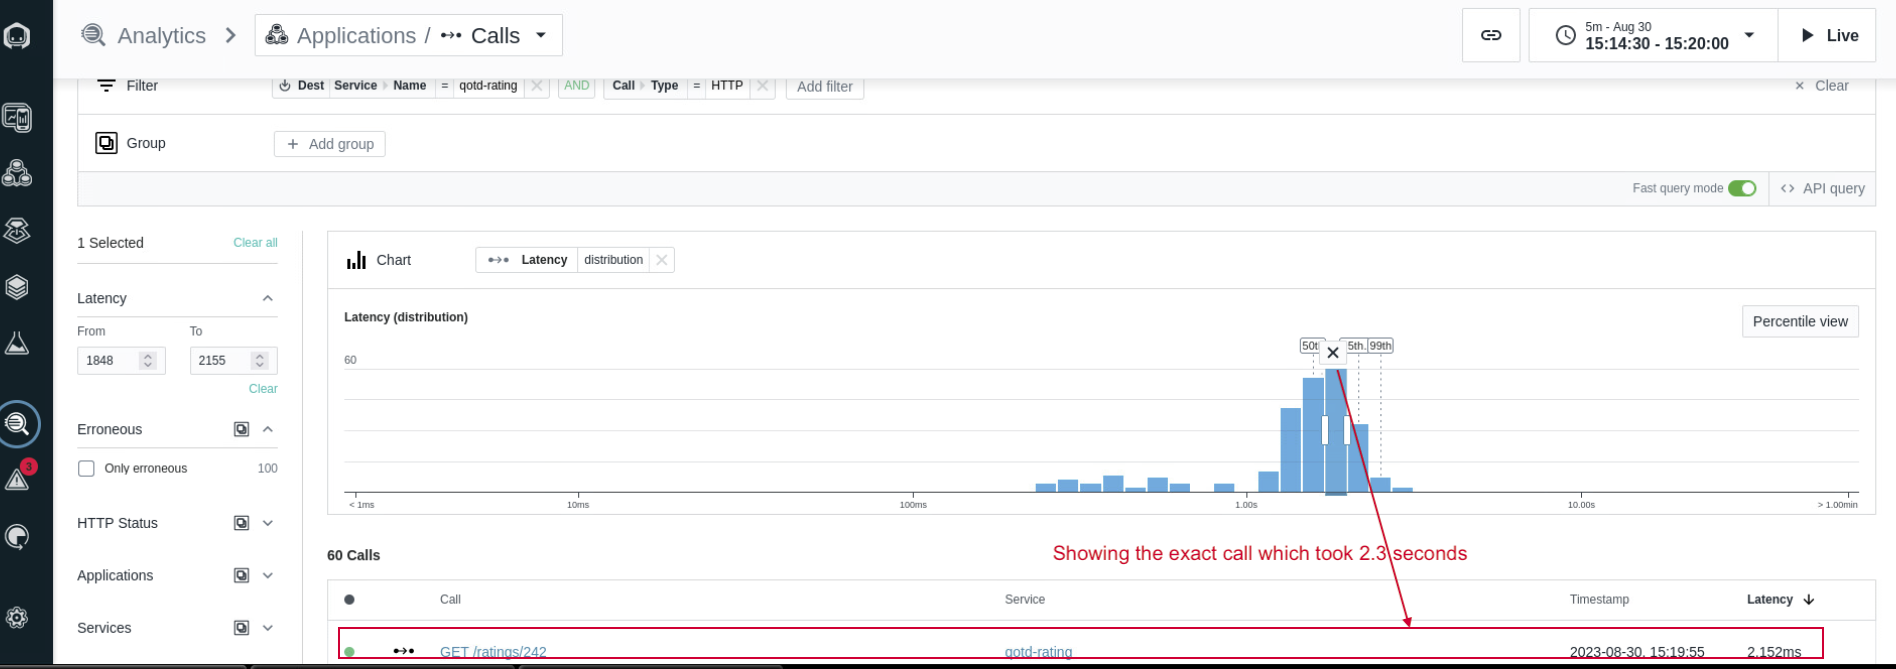 Analytics > Applications / Calls
5m - Aug 30
15:14:30 - 15:20:00
Live
Filter
Dest Service Name = qotd-rating
AND
Call Type = HTTP
Add filter
× Clear
Group
+ Add group
Fast query mode
<> API query
1 Selected
Clear all
Latency
From
To
1848
2155
Clear
Erroneous
Only erroneous
100
HTTP Status
Applications
Services
Chart
Latency distribution
Latency (distribution)
Percentile view
60
99th
< 1ms
10ms
100ms
1.00s
10.00s
> 1.00min
60 Calls
Showing the exact call which took 2.3 seconds
Call
Service
Timestamp
Latency
GET /ratings/242
qotd-rating
2023-08-30, 15:19:55
2.152ms
3